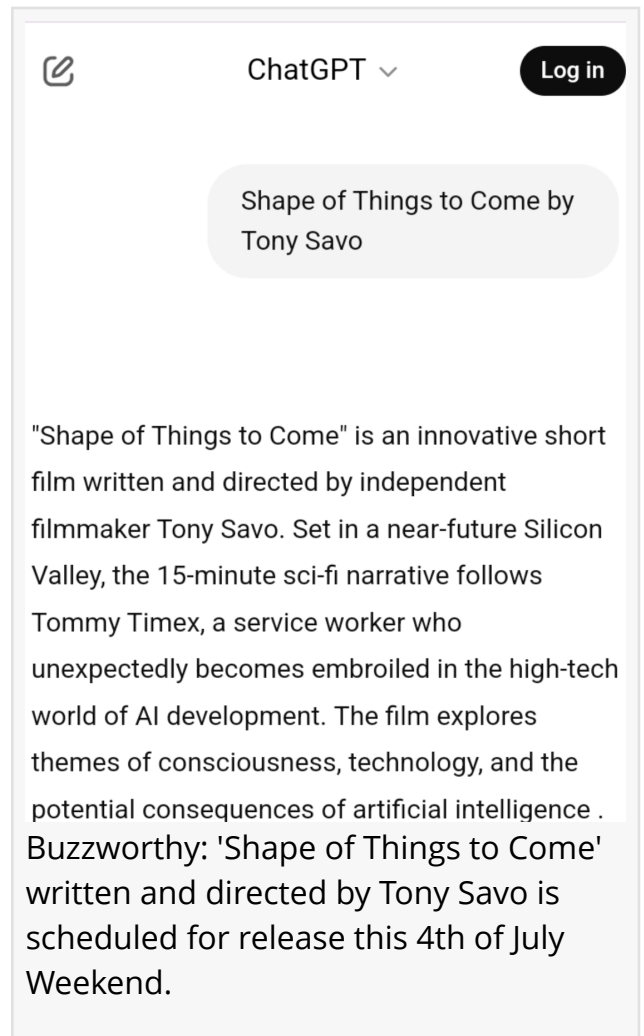 ChatGPT
Log in
Shape of Things to Come by
Tony Savo
"Shape of Things to Come" is an innovative short
film written and directed by independent
filmmaker Tony Savo. Set in a near-future Silicon
Valley, the 15-minute sci-fi narrative follows
Tommy Timex, a service worker who
unexpectedly becomes embroiled in the high-tech
world of AI development. The film explores
themes of consciousness, technology, and the
potential consequences of artificial intelligence .
Buzzworthy: 'Shape of Things to Come'
written and directed by Tony Savo is
scheduled for release this 4th of July
Weekend.